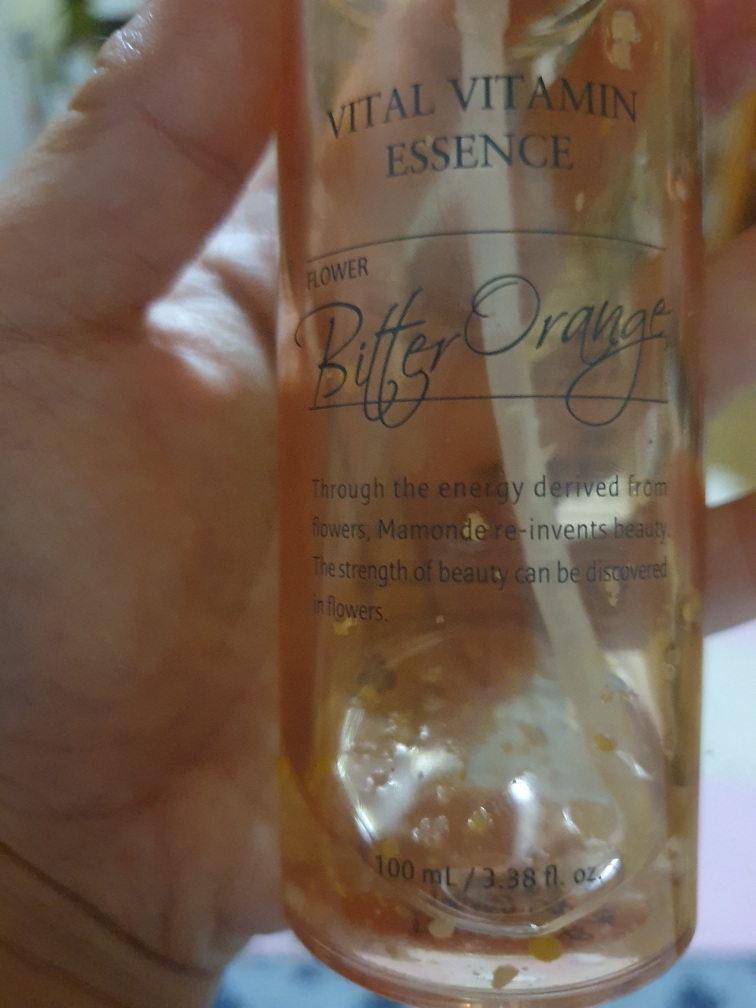 VITAL VITAMIN
ESSENCE
FLOWER
Bitter Orange
Through the energy derived from
flowers, Mamonde re-invents beauty.
The strength of beauty can be discovered
in flowers.
100 mL / 3.38 fl. oz.